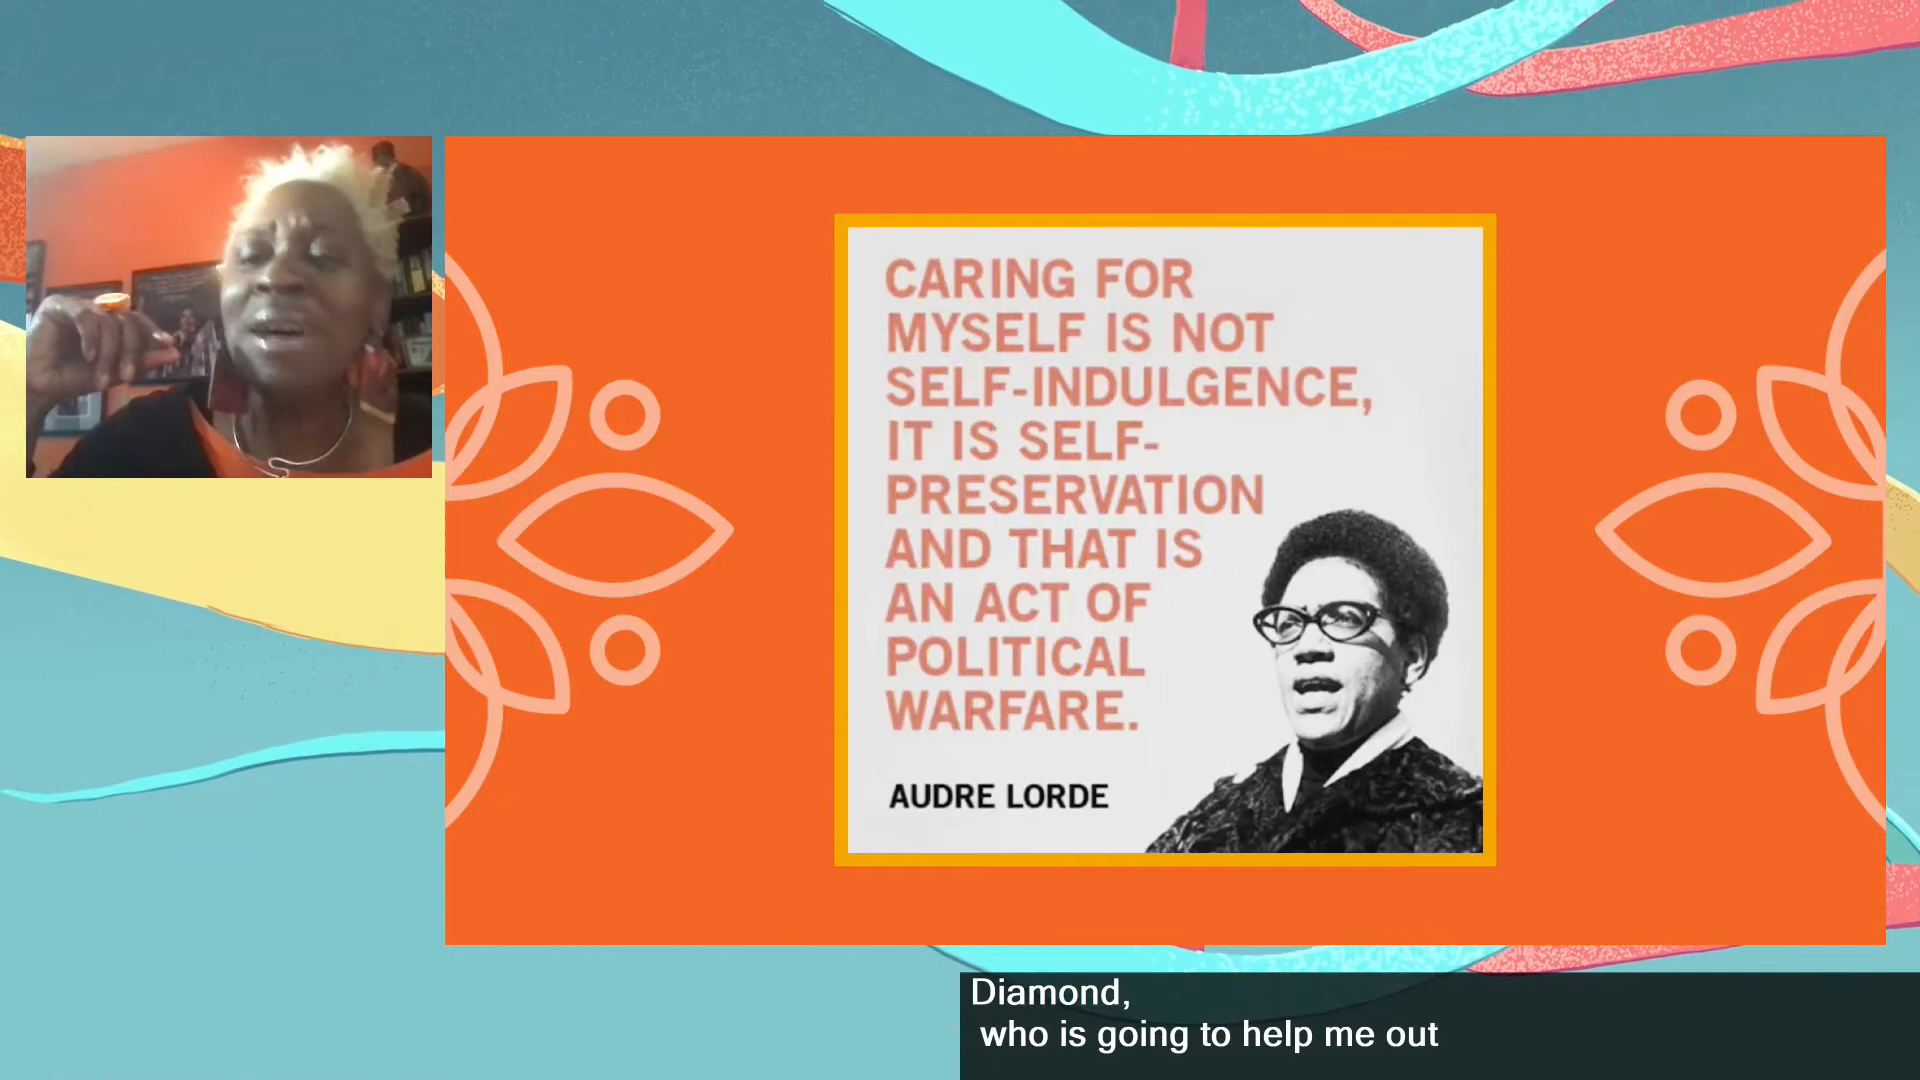 CARING FOR
MYSELF IS NOT
SELF-INDULGENCE,
IT IS SELF-
PRESERVATION
AND THAT IS
AN ACT OF
POLITICAL
WARFARE.
AUDRE LORDE
Diamond,
who is going to help me out